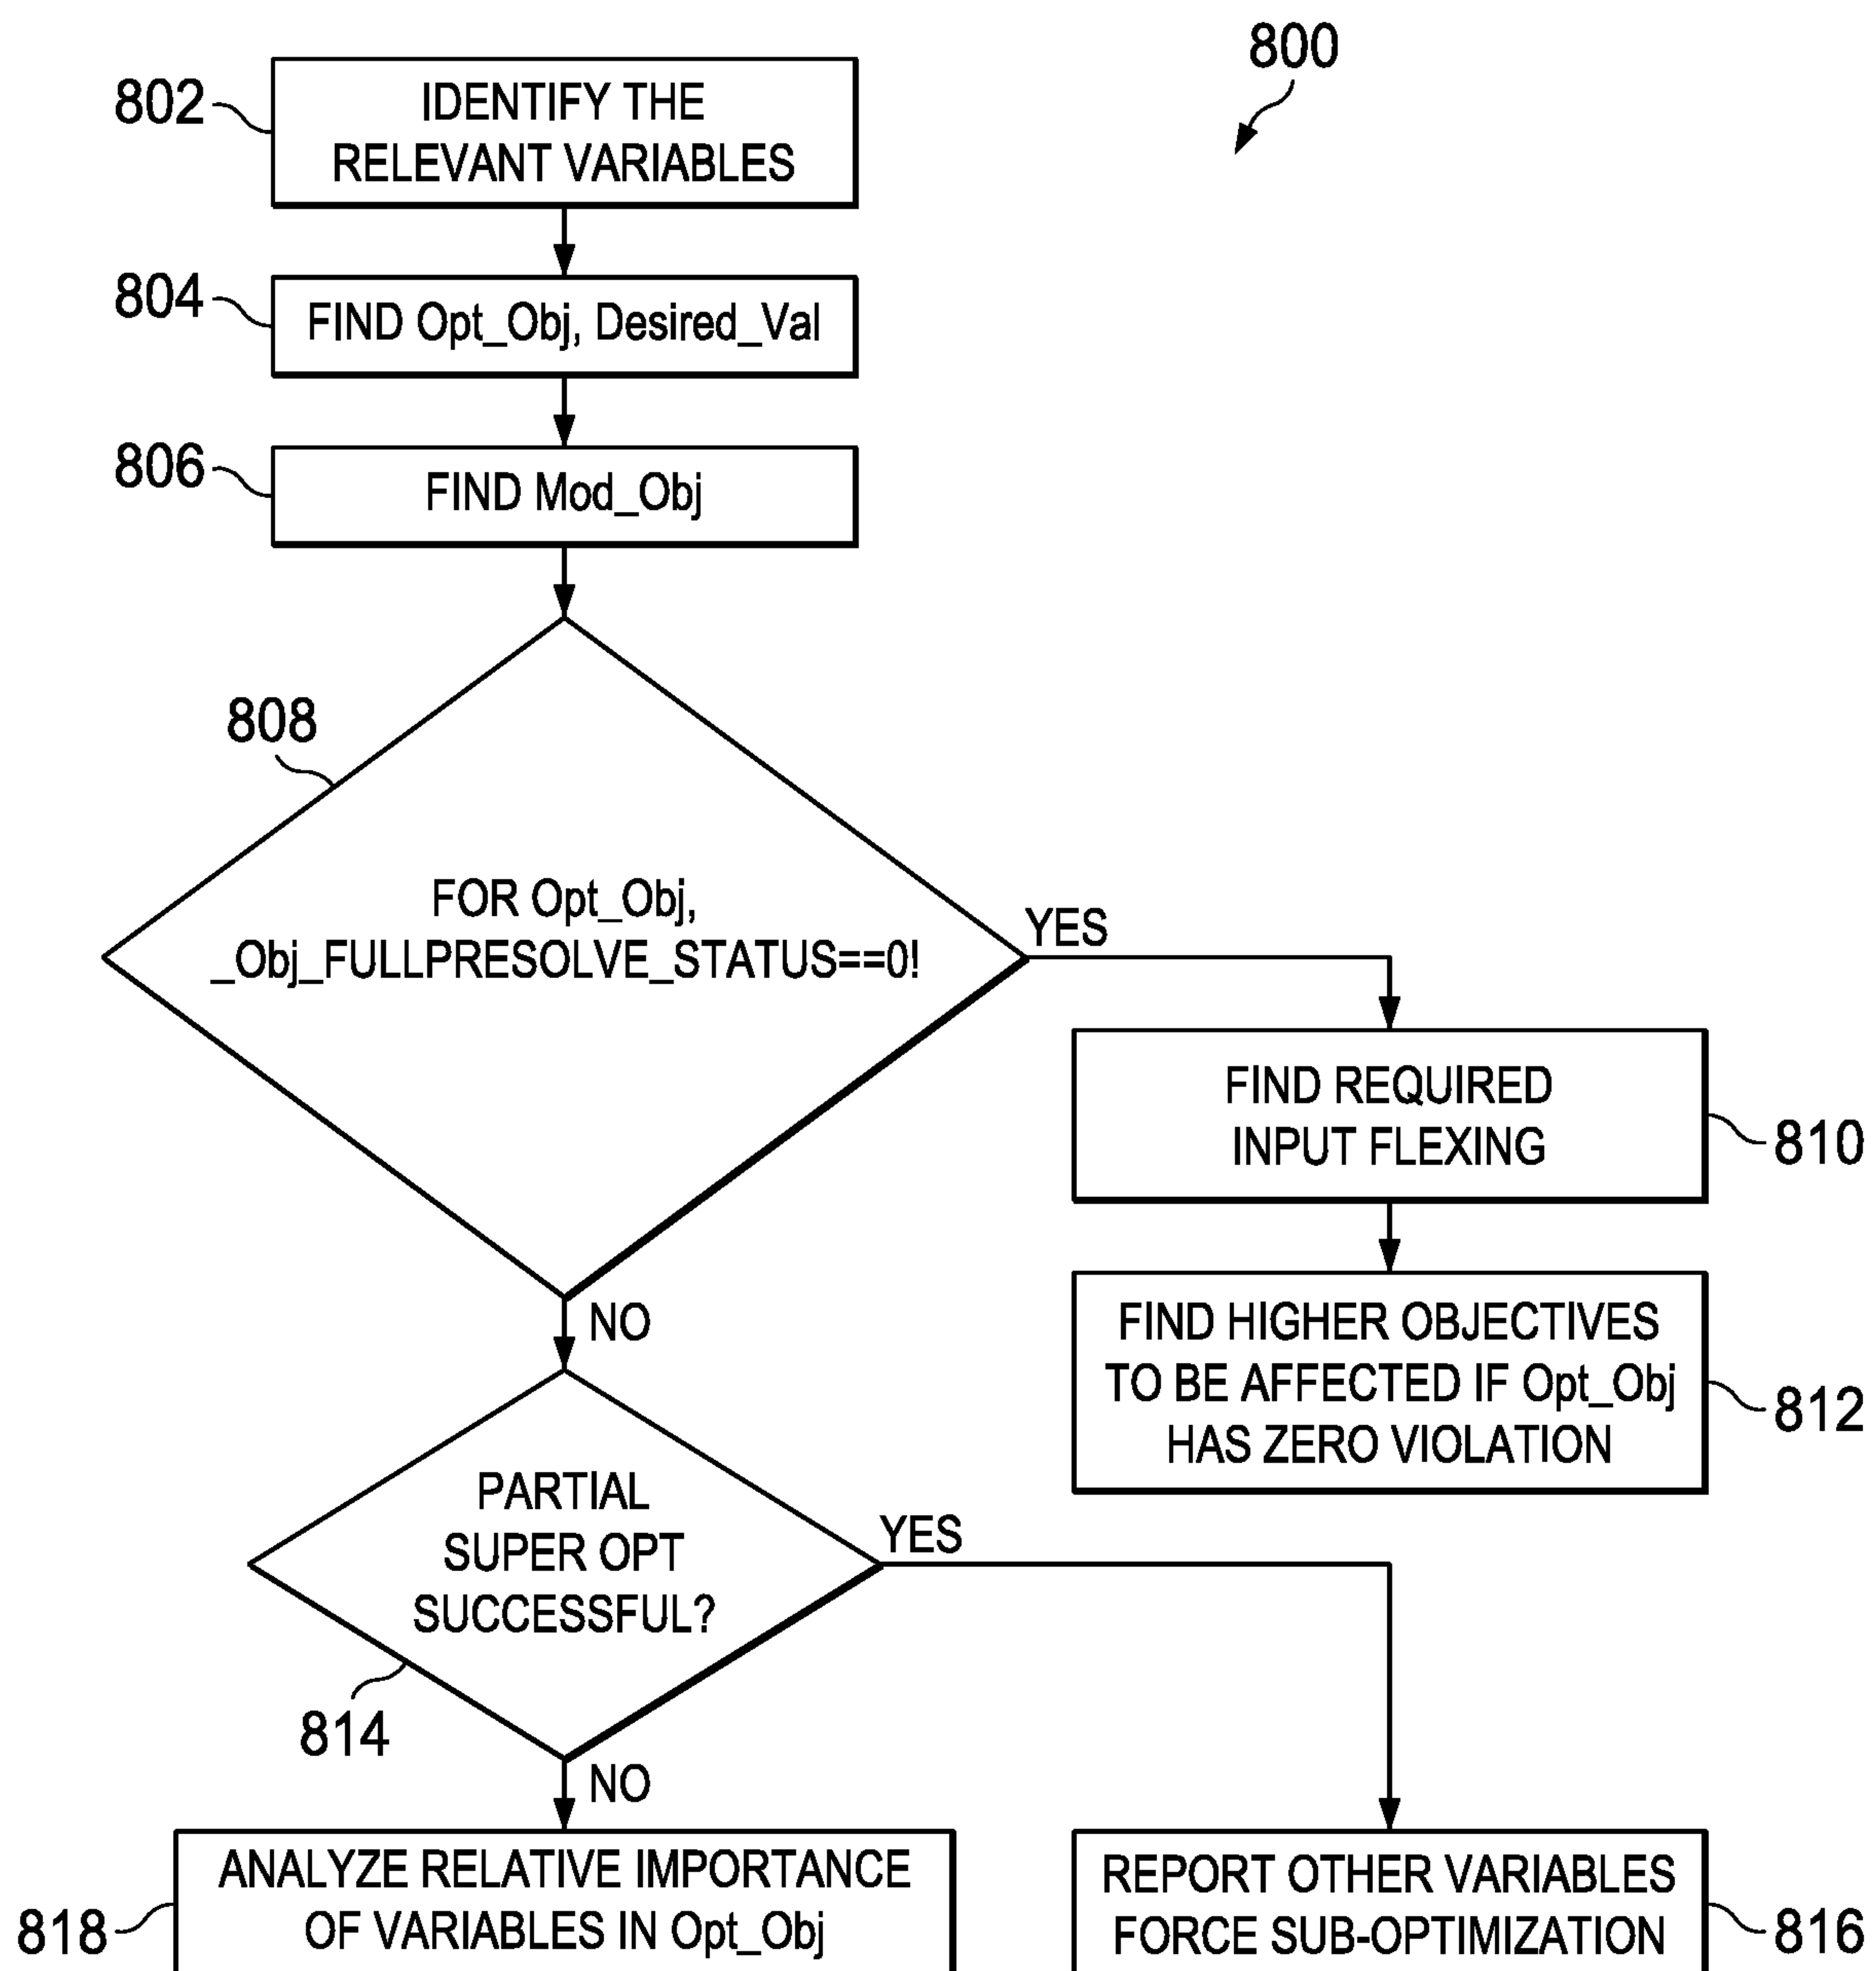 800
802
IDENTIFY THE
RELEVANT VARIABLES
804
FIND Opt_Obj, Desired_Val
806
FIND Mod_Obj
808
FOR Opt_Obj,
_Obj_FULLPRESOLVE_STATUS==0!
YES
FIND REQUIRED
INPUT FLEXING
810
FIND HIGHER OBJECTIVES
TO BE AFFECTED IF Opt_Obj
HAS ZERO VIOLATION
812
NO
PARTIAL
SUPER OPT
SUCCESSFUL?
YES
814
NO
ANALYZE RELATIVE IMPORTANCE
OF VARIABLES IN Opt_Obj
818
REPORT OTHER VARIABLES
FORCE SUB-OPTIMIZATION
816